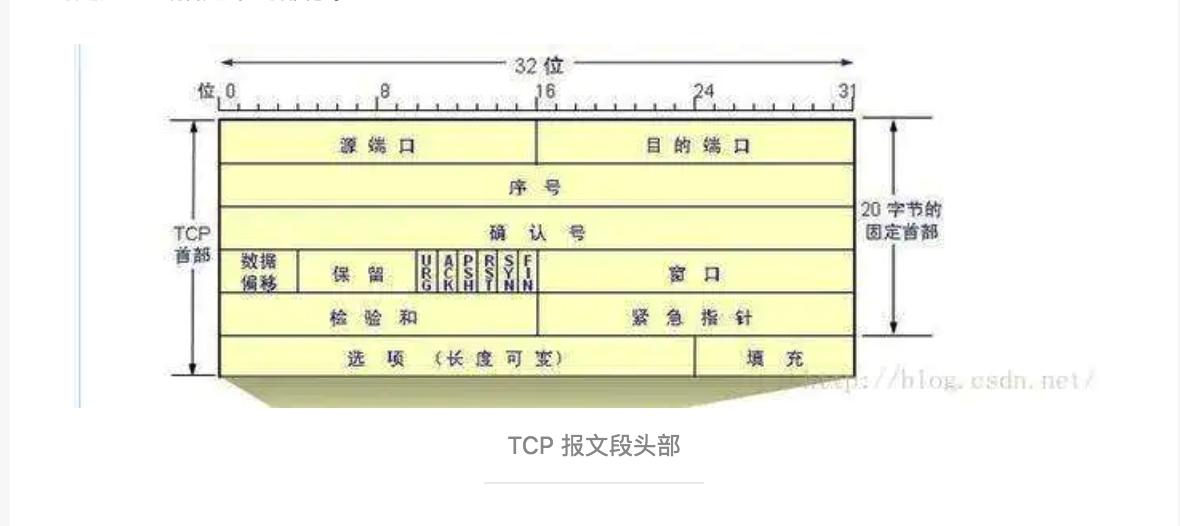 32 位
位 0 8 16 24 31
源 端 口 目 的 端 口
序 号
确 认 号
TCP
首部
20 字节的
固定首部
数据
偏移
保 留
URG
ACK
PSH
RST
SYN
FIN
窗 口
检 验 和 紧 急 指 针
选 项 (长 度 可 变) 填 充
http://blog.csdn.net/
TCP 报文段头部